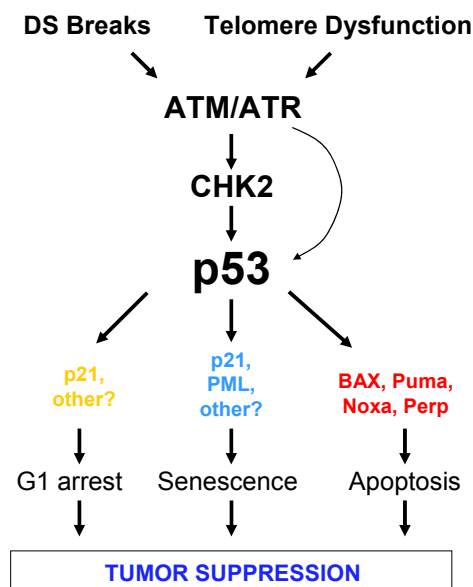 DS Breaks Telomere Dysfunction
ATM/ATR
CHK2
p53
p21,
other?
p21,
PML,
other?
BAX, Puma,
Noxa, Perp
G1 arrest Senescence Apoptosis
TUMOR SUPPRESSION